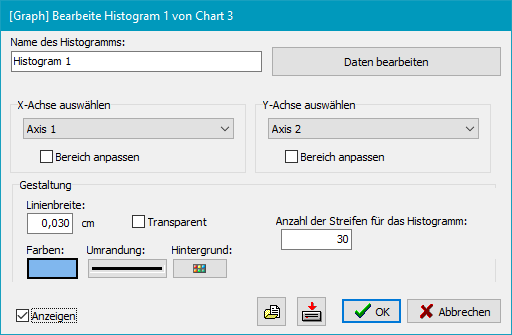 [Graph] Bearbeite Histogram 1 von Chart 3
Name des Histogramms:
Histogram 1
Daten bearbeiten
X-Achse auswählen
Y-Achse auswählen
Axis 1
Axis 2
Bereich anpassen
Bereich anpassen
Gestaltung
Linienbreite:
0,030 cm
Transparent
Anzahl der Streifen für das Histogramm:
30
Farben:
Umrandung:
Hintergrund:
Anzeigen
OK
Abbrechen